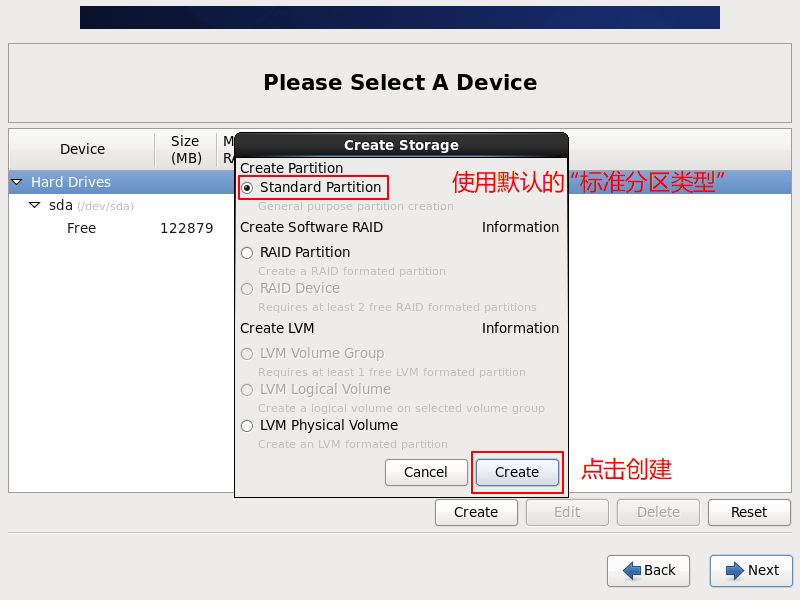 Please Select A Device
Device
Size
(MB)
M
RA
Create Storage
Create Partition
Standard Partition
使用默认的“标准分区类型”
General purpose partition creation
Create Software RAID Information
RAID Partition
Create a RAID formated partition
RAID Device
Requires at least 2 free RAID formated partitions
Create LVM Information
LVM Volume Group
Requires at least 1 free LVM formated partition
LVM Logical Volume
Create a logical volume on selected volume group
LVM Physical Volume
Create an LVM formated partition
Cancel Create
点击创建
Hard Drives
sda (/dev/sda)
Free 122879
Create Edit Delete Reset
Back Next